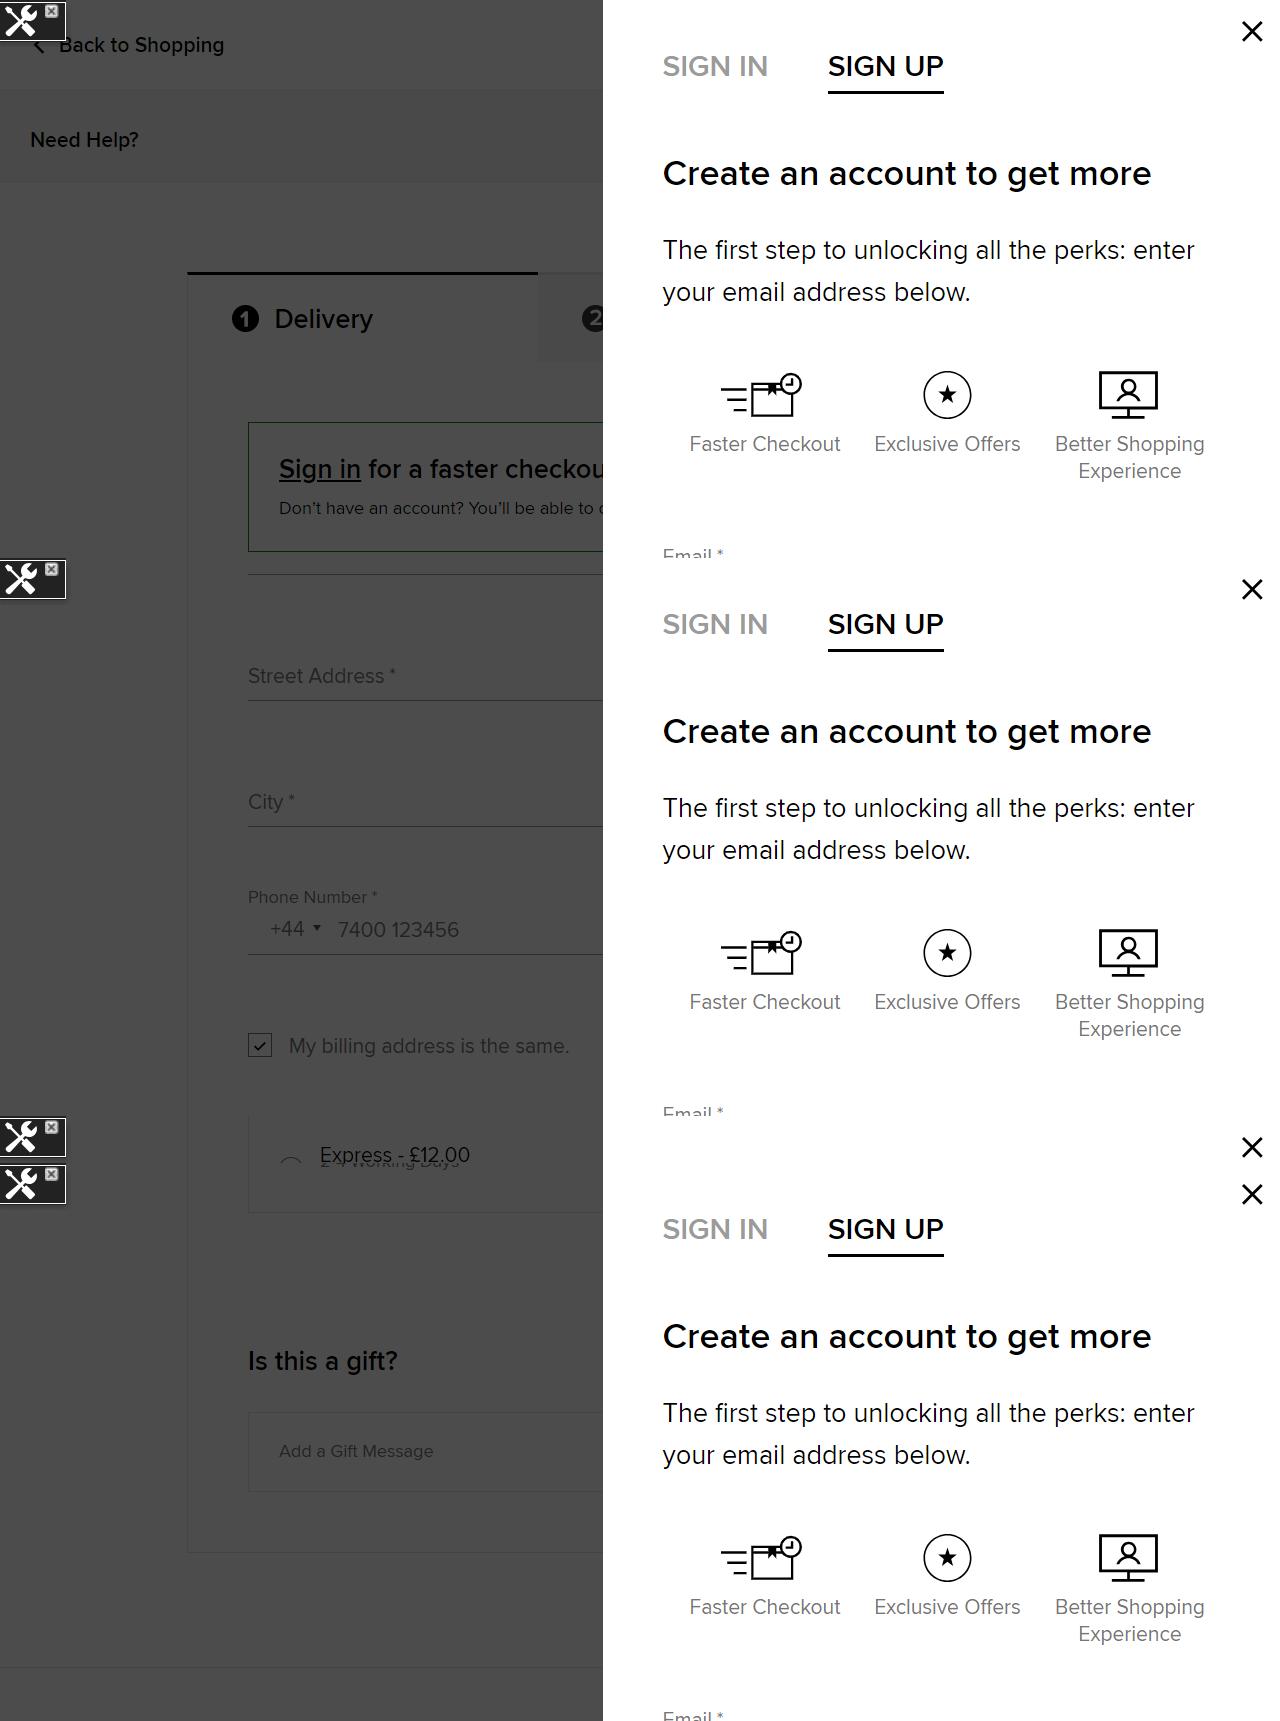 Back to Shopping
Need Help?
1 Delivery
2
Sign in for a faster checkou
Don't have an account? You'll be able to
Street Address *
City *
Phone Number *
+44 7400 123456
My billing address is the same.
Express - £12.00
Working Days
Is this a gift?
Add a Gift Message
SIGN IN SIGN UP
Create an account to get more
The first step to unlocking all the perks: enter
your email address below.
Faster Checkout Exclusive Offers Better Shopping
Experience
Email *
SIGN IN SIGN UP
Create an account to get more
The first step to unlocking all the perks: enter
your email address below.
Faster Checkout Exclusive Offers Better Shopping
Experience
Email *
SIGN IN SIGN UP
Create an account to get more
The first step to unlocking all the perks: enter
your email address below.
Faster Checkout Exclusive Offers Better Shopping
Experience
Email *